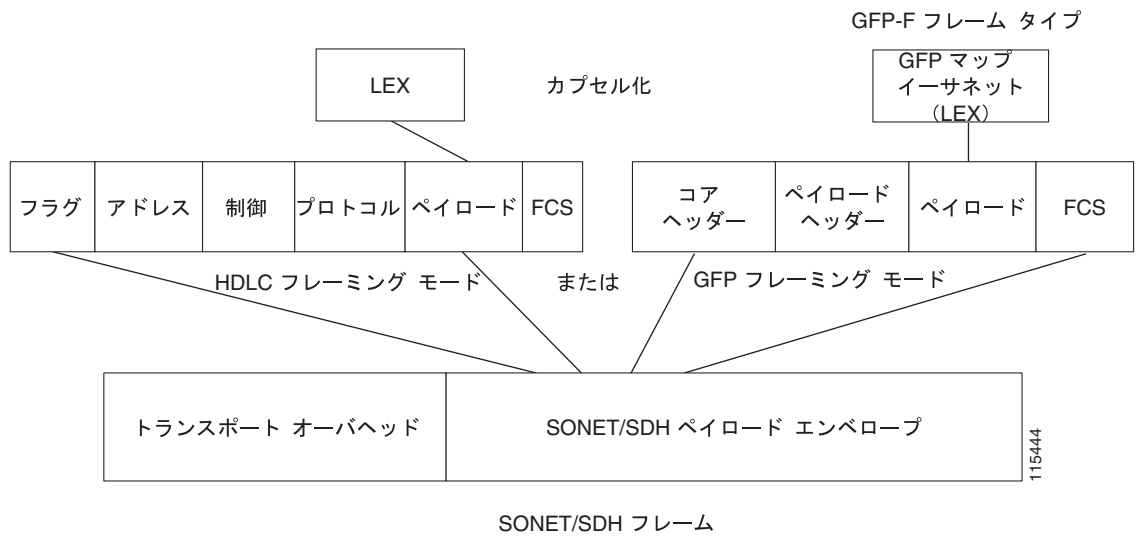 GFP-F フレーム タイプ
LEX
カプセル化
GFP マップ
イーサネット
（LEX）
フラグ
アドレス
制御
プロトコル
ペイロード
FCS
コア
ヘッダー
ペイロード
ヘッダー
ペイロード
FCS
HDLC フレーミング モード
または
GFP フレーミング モード
トランスポート オーバヘッド
SONET/SDH ペイロード エンベロープ
115444
SONET/SDH フレーム